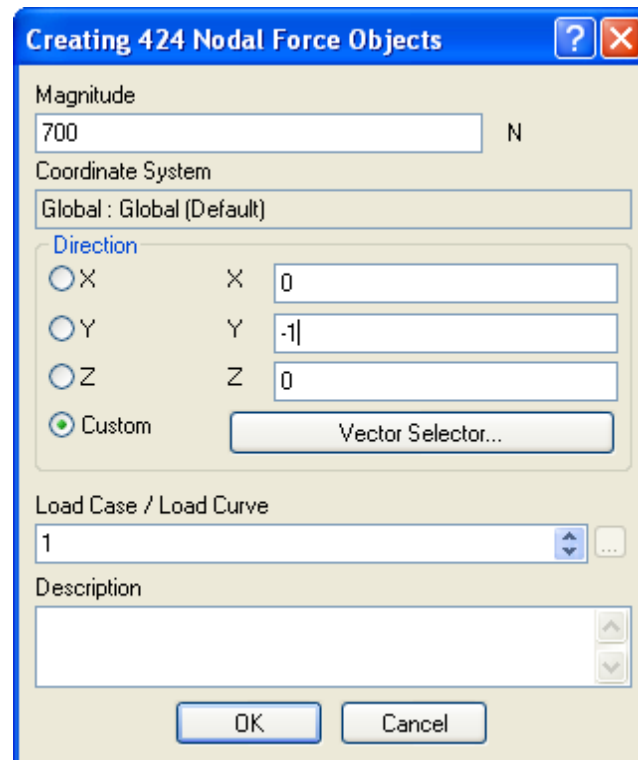 Creating 424 Nodal Force Objects
Magnitude
700 N
Coordinate System
Global : Global (Default)
Direction
X X 0
Y Y -1
Z Z 0
Custom Vector Selector...
Load Case / Load Curve
1 ...
Description
OK Cancel